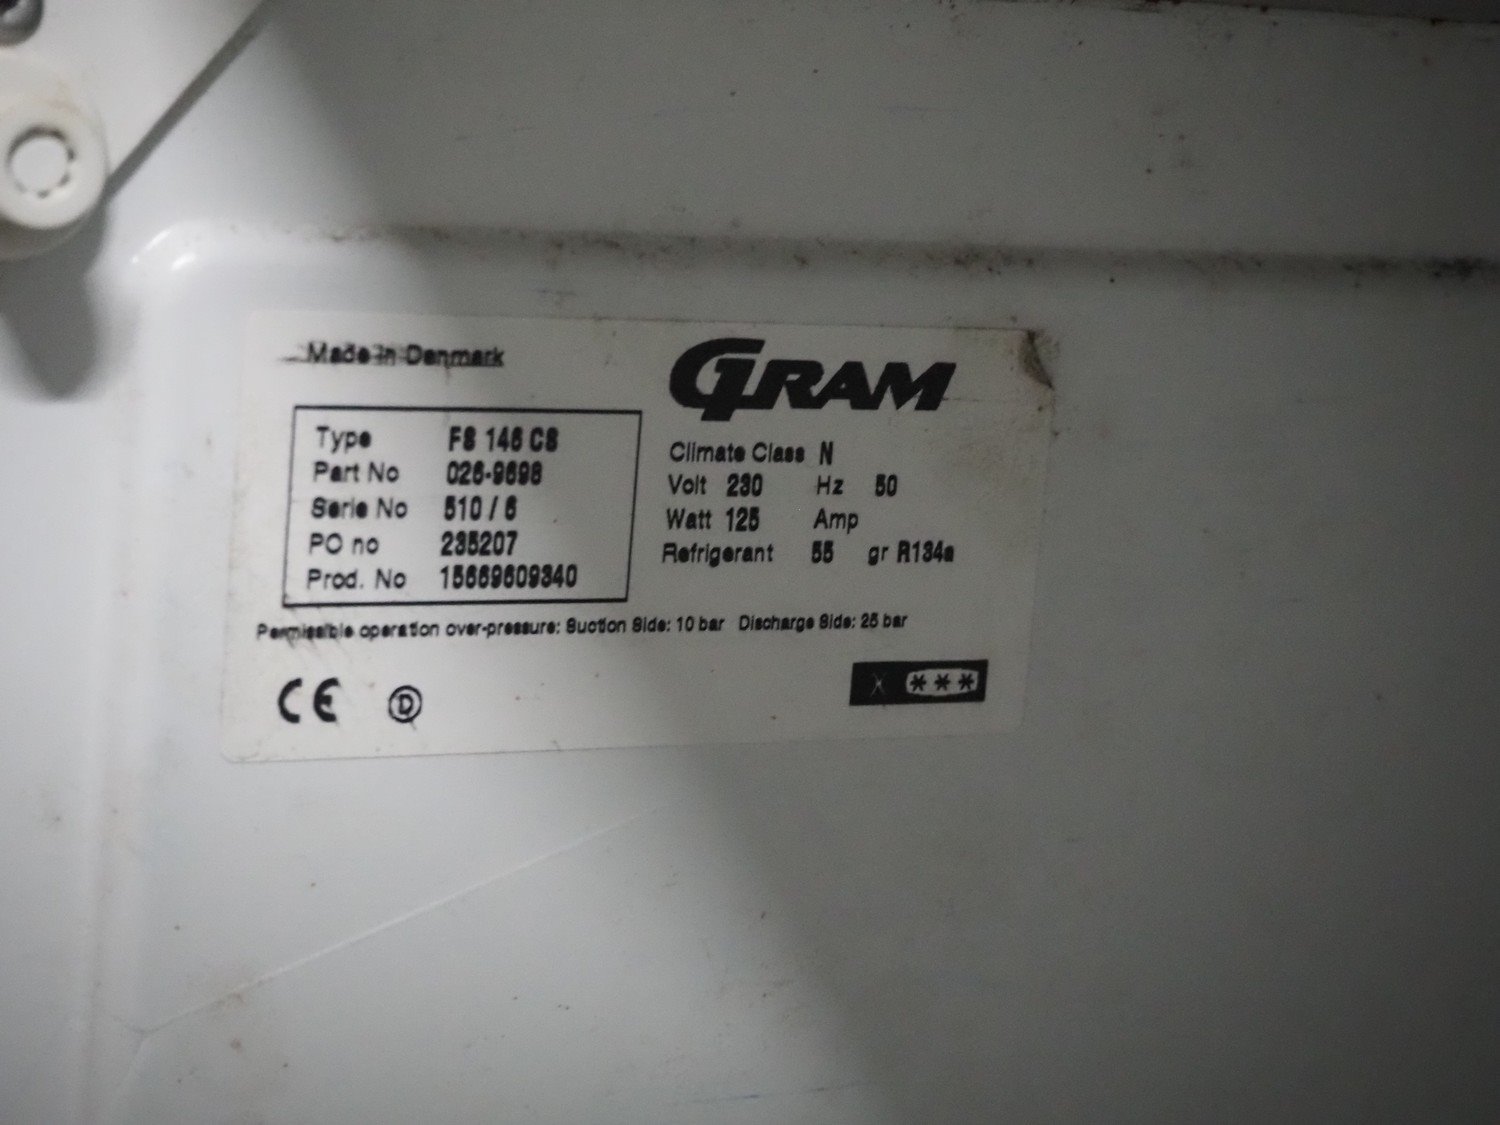 Made in Denmark
GRAM
Type FS 146 CS
Part No 026-9698
Serie No 510 / 6
PO no 235207
Prod. No 15669609340
Climate Class N
Volt 230 Hz 50
Watt 125 Amp
Refrigerant 55 gr R134a
Permissible operation over-pressure: Suction Side: 10 bar Discharge Side: 25 bar
CE D
***